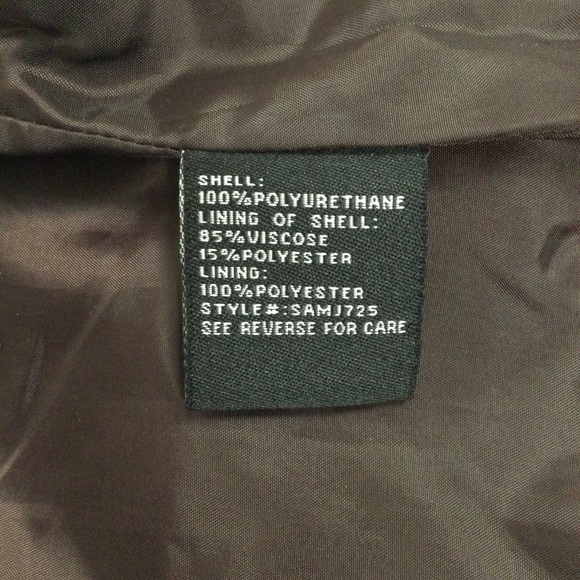 SHELL:
100%POLYURETHANE
LINING OF SHELL:
85%VISCOSE
15%POLYESTER
LINING:
100%POLYESTER
STYLE#:SAMJ725
SEE REVERSE FOR CARE